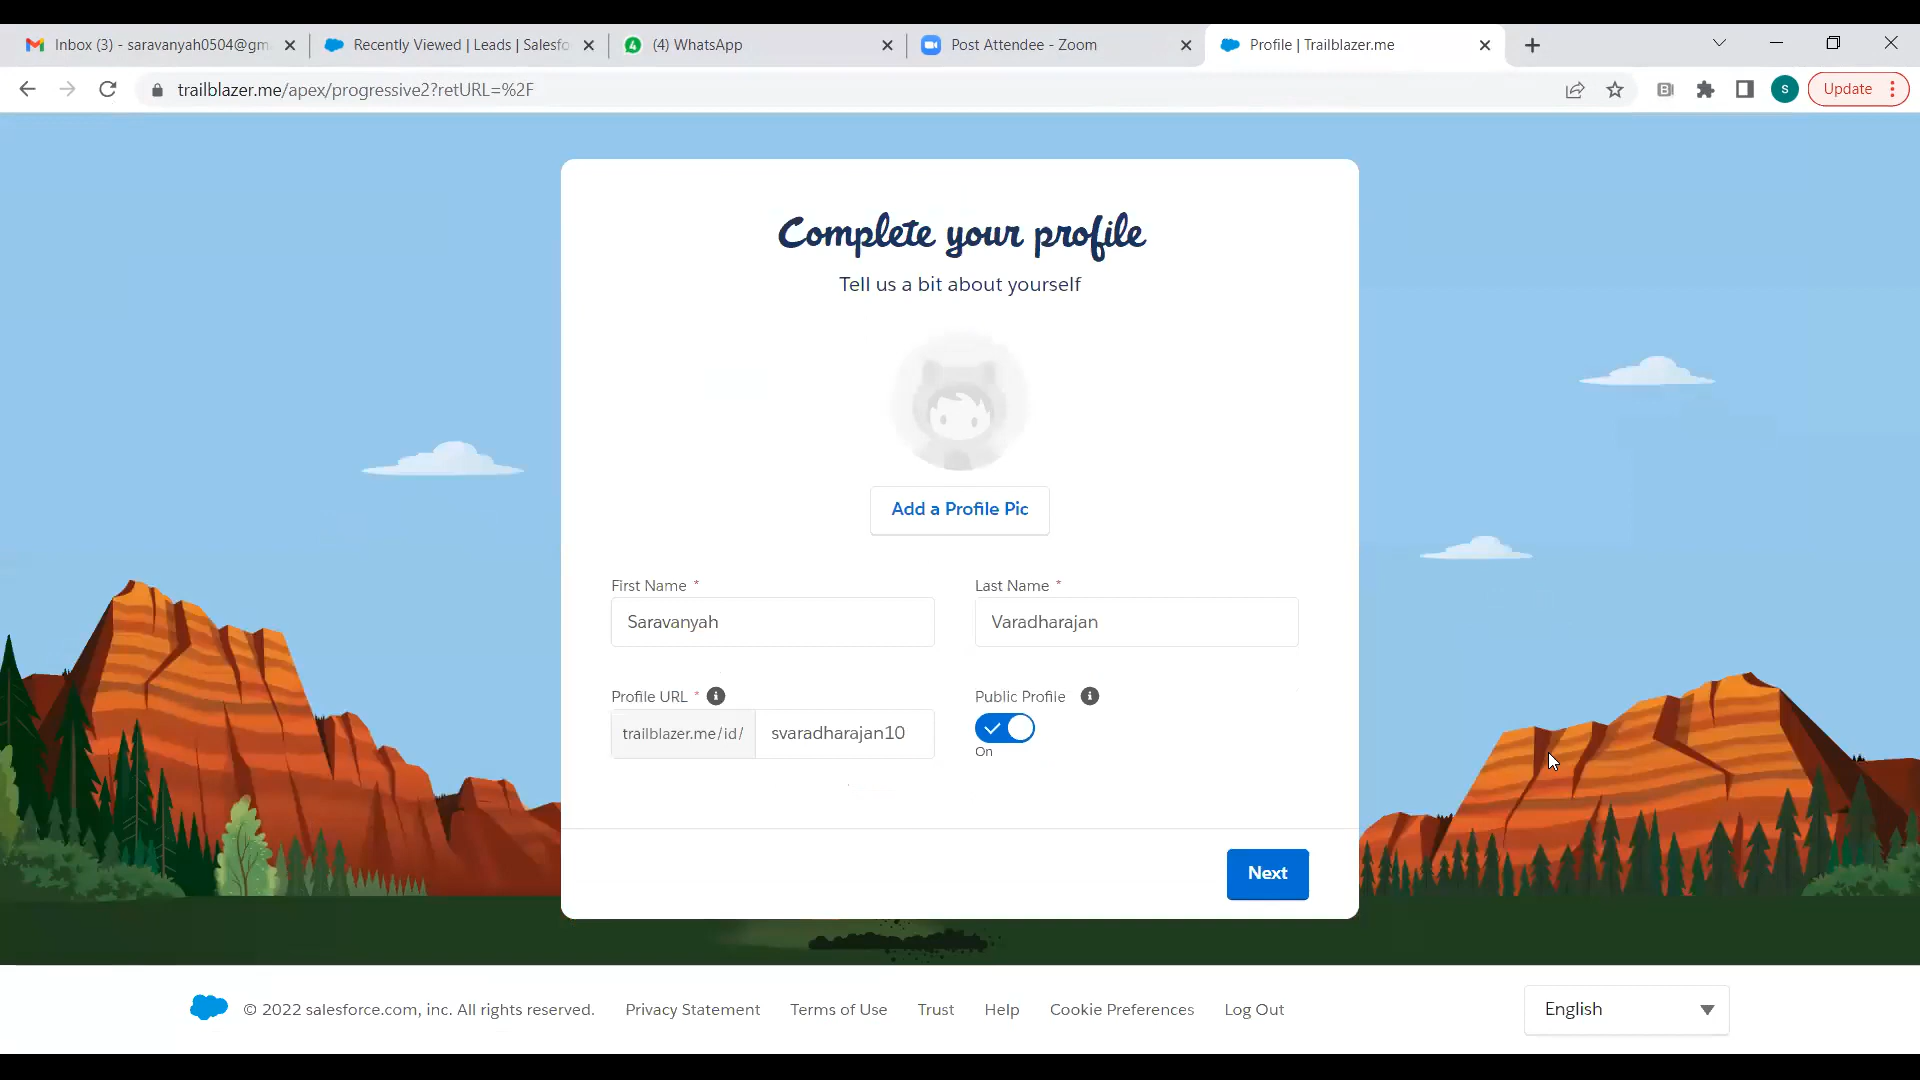 Inbox (3) - saravanyah0504@gm
Recently Viewed | Leads | Salesfo
(4) WhatsApp
Post Attendee - Zoom
Profile | Trailblazer.me
trailblazer.me/apex/progressive2?retURL=%2F
S
Update
Complete your profile
Tell us a bit about yourself
Add a Profile Pic
First Name *
Last Name *
Saravanyah
Varadharajan
Profile URL *
Public Profile
trailblazer.me/id/
svaradharajan10
On
Next
© 2022 salesforce.com, inc. All rights reserved.
Privacy Statement
Terms of Use
Trust
Help
Cookie Preferences
Log Out
English